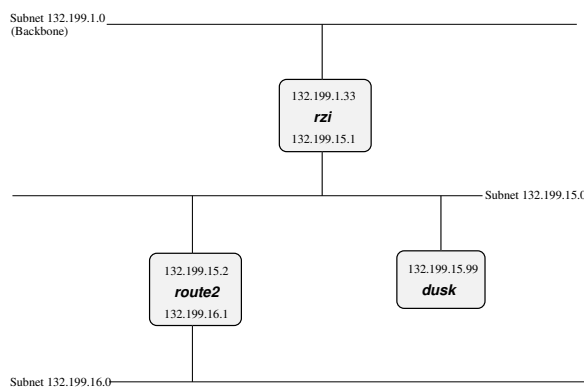 Subnet 132.199.1.0
(Backbone)
132.199.1.33
rzi
132.199.15.1
Subnet 132.199.15.0
132.199.15.2
route2
132.199.16.1
132.199.15.99
dusk
Subnet 132.199.16.0